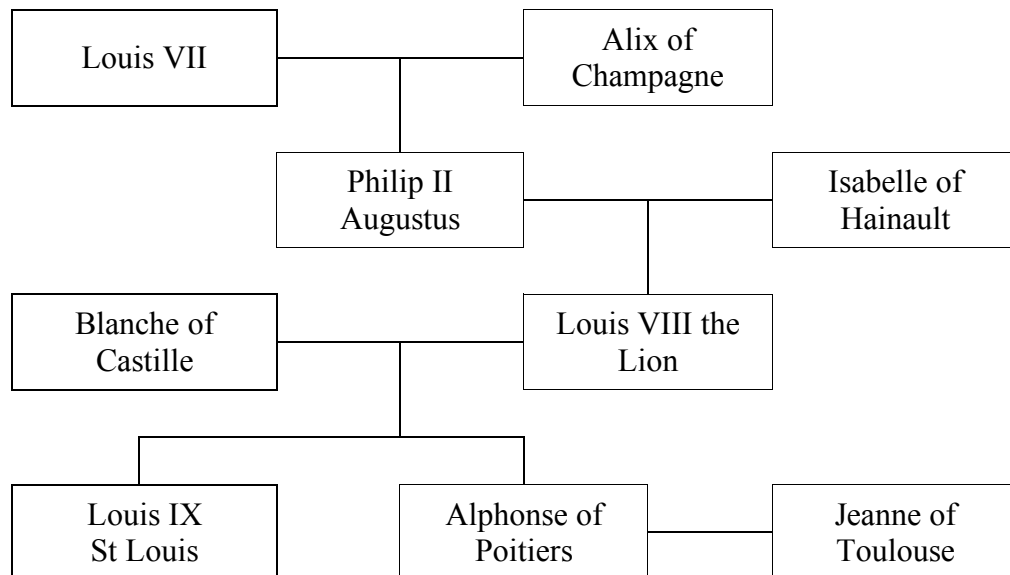 Louis VII
Alix of
Champagne
Philip II
Augustus
Isabelle of
Hainault
Blanche of
Castille
Louis VIII the
Lion
Louis IX
St Louis
Alphonse of
Poitiers
Jeanne of
Toulouse